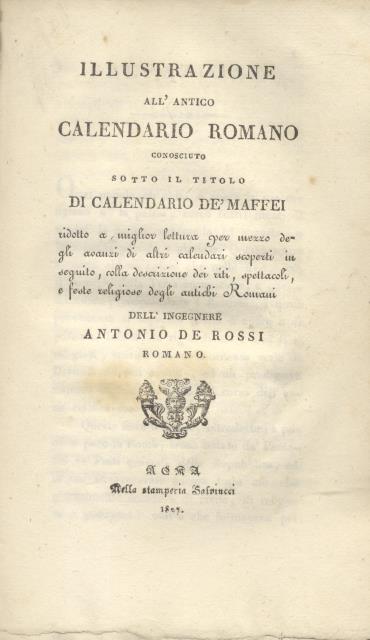 ILLUSTRAZIONE
ALL' ANTICO
CALENDARIO ROMANO
CONOSCIUTO
SOTTO IL TITOLO
DI CALENDARIO DE' MAFFEI
ridotto a miglior lettura per mezzo de-
gli avanzi di altri calendarj scoperti in
seguito, colla descrizione dei riti, spettacoli,
e feste religiose degli antichi Romani
DELL' INGEGNERE
ANTONIO DE ROSSI
ROMANO.
Nella stamperia Salviucci
1827.